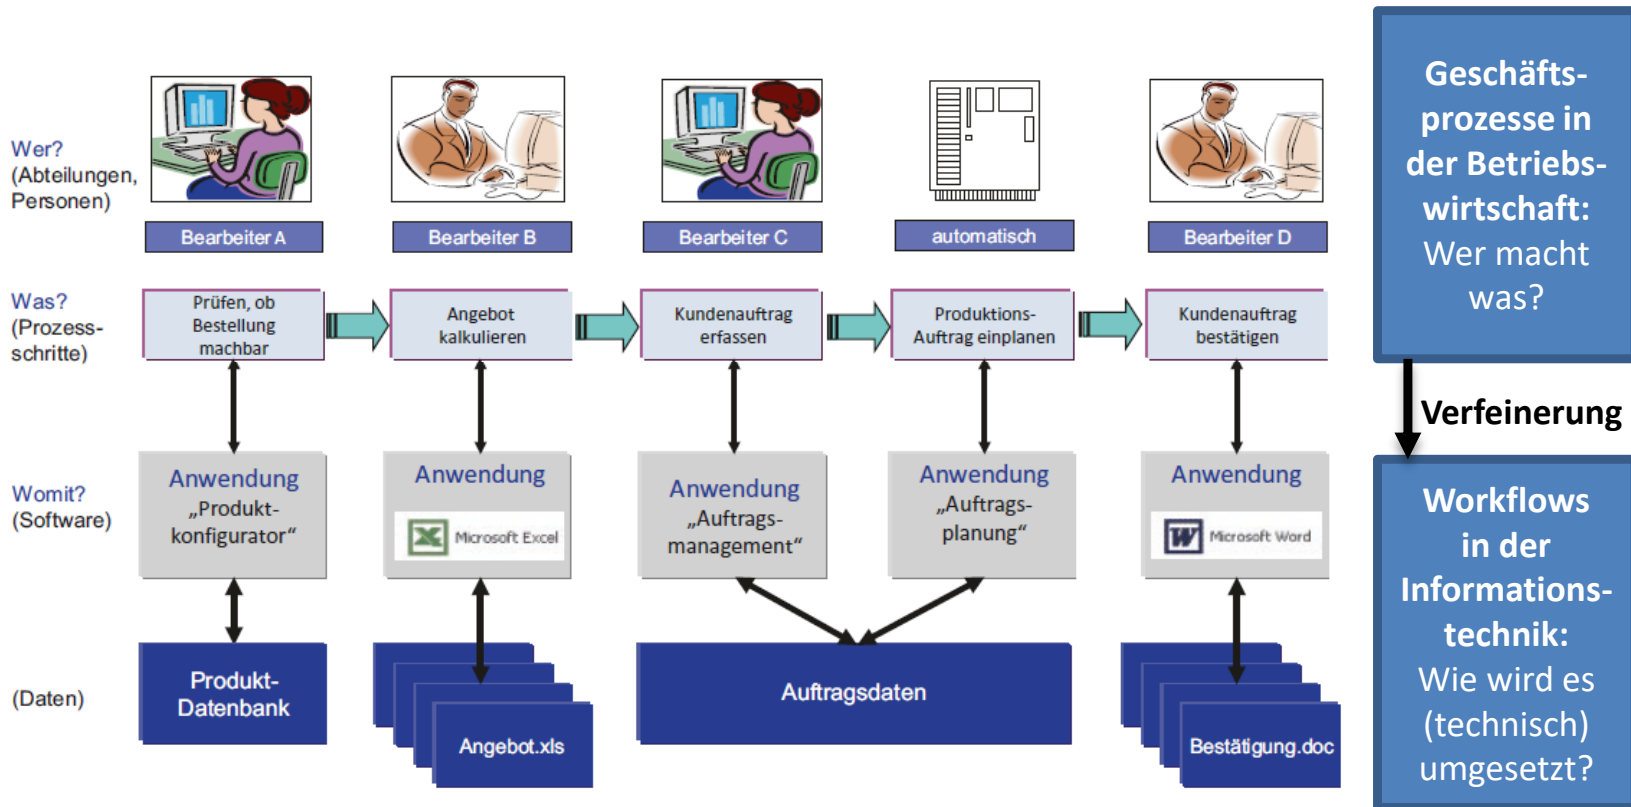 Wer?
(Abteilungen,
Personen)
Bearbeiter A
Bearbeiter B
Bearbeiter C
automatisch
Bearbeiter D
Was?
(Prozess-
schritte)
Prüfen, ob
Bestellung
machbar
Angebot
kalkulieren
Kundenauftrag
erfassen
Produktions-
Auftrag einplanen
Kundenauftrag
bestätigen
Womit?
(Software)
Anwendung
„Produkt-
konfigurator“
Anwendung
Microsoft Excel
Anwendung
„Auftrags-
management“
Anwendung
„Auftrags-
planung“
Anwendung
W Microsoft Word
(Daten)
Produkt-
Datenbank
Angebot.xls
Auftragsdaten
Bestätigung.doc
Geschäfts-
prozesse in
der Betriebs-
wirtschaft:
Wer macht
was?
Verfeinerung
Workflows
in der
Informations-
technik:
Wie wird es
(technisch)
umgesetzt?